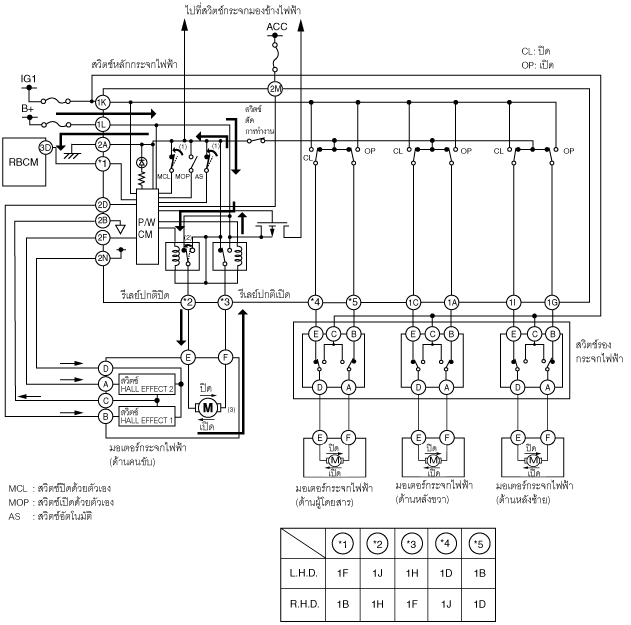 ไปที่สวิตช์กระจกมองข้างไฟฟ้า
ACC
สวิตช์หลักกระจกไฟฟ้า
CL: ปิด
OP: เปิด
IG1
B+
2M
1K
1L
2A
*1
3D
RBCM
สวิตช์
ตัด
การทำงาน
(1)
(1)
MCL
MOP
AS
CL
OP
CL
OP
CL
OP
2D
2B
2F
2N
P/W
CM
(2)
รีเลย์ปกติปิด
รีเลย์ปกติเปิด
*2
*3
*4
*5
1C
1A
1I
1G
E
C
B
E
C
B
E
C
B
สวิตช์รอง
กระจกไฟฟ้า
D
A
D
A
D
A
E
F
D
A
C
B
สวิตช์
HALL EFFECT 2
สวิตช์
HALL EFFECT 1
ปิด
M
(3)
เปิด
มอเตอร์กระจกไฟฟ้า
(ด้านคนขับ)
E
F
E
F
E
F
ปิด
M
เปิด
ปิด
M
เปิด
ปิด
M
เปิด
มอเตอร์กระจกไฟฟ้า
(ด้านผู้โดยสาร)
มอเตอร์กระจกไฟฟ้า
(ด้านหลังขวา)
มอเตอร์กระจกไฟฟ้า
(ด้านหลังซ้าย)
MCL : สวิตช์ปิดด้วยตัวเอง
MOP : สวิตช์เปิดด้วยตัวเอง
AS : สวิตช์อัตโนมัติ
*1 *2 *3 *4 *5
L.H.D. 1F 1J 1H 1D 1B
R.H.D. 1B 1H 1F 1J 1D